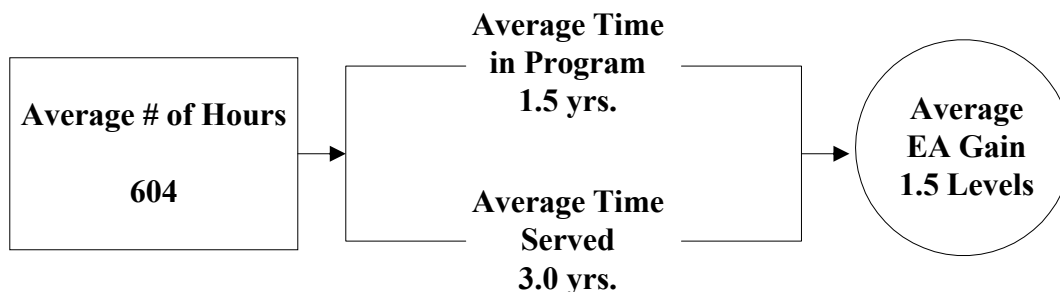 Average # of Hours
604
Average Time
in Program
1.5 yrs.
Average Time
Served
3.0 yrs.
Average
EA Gain
1.5 Levels